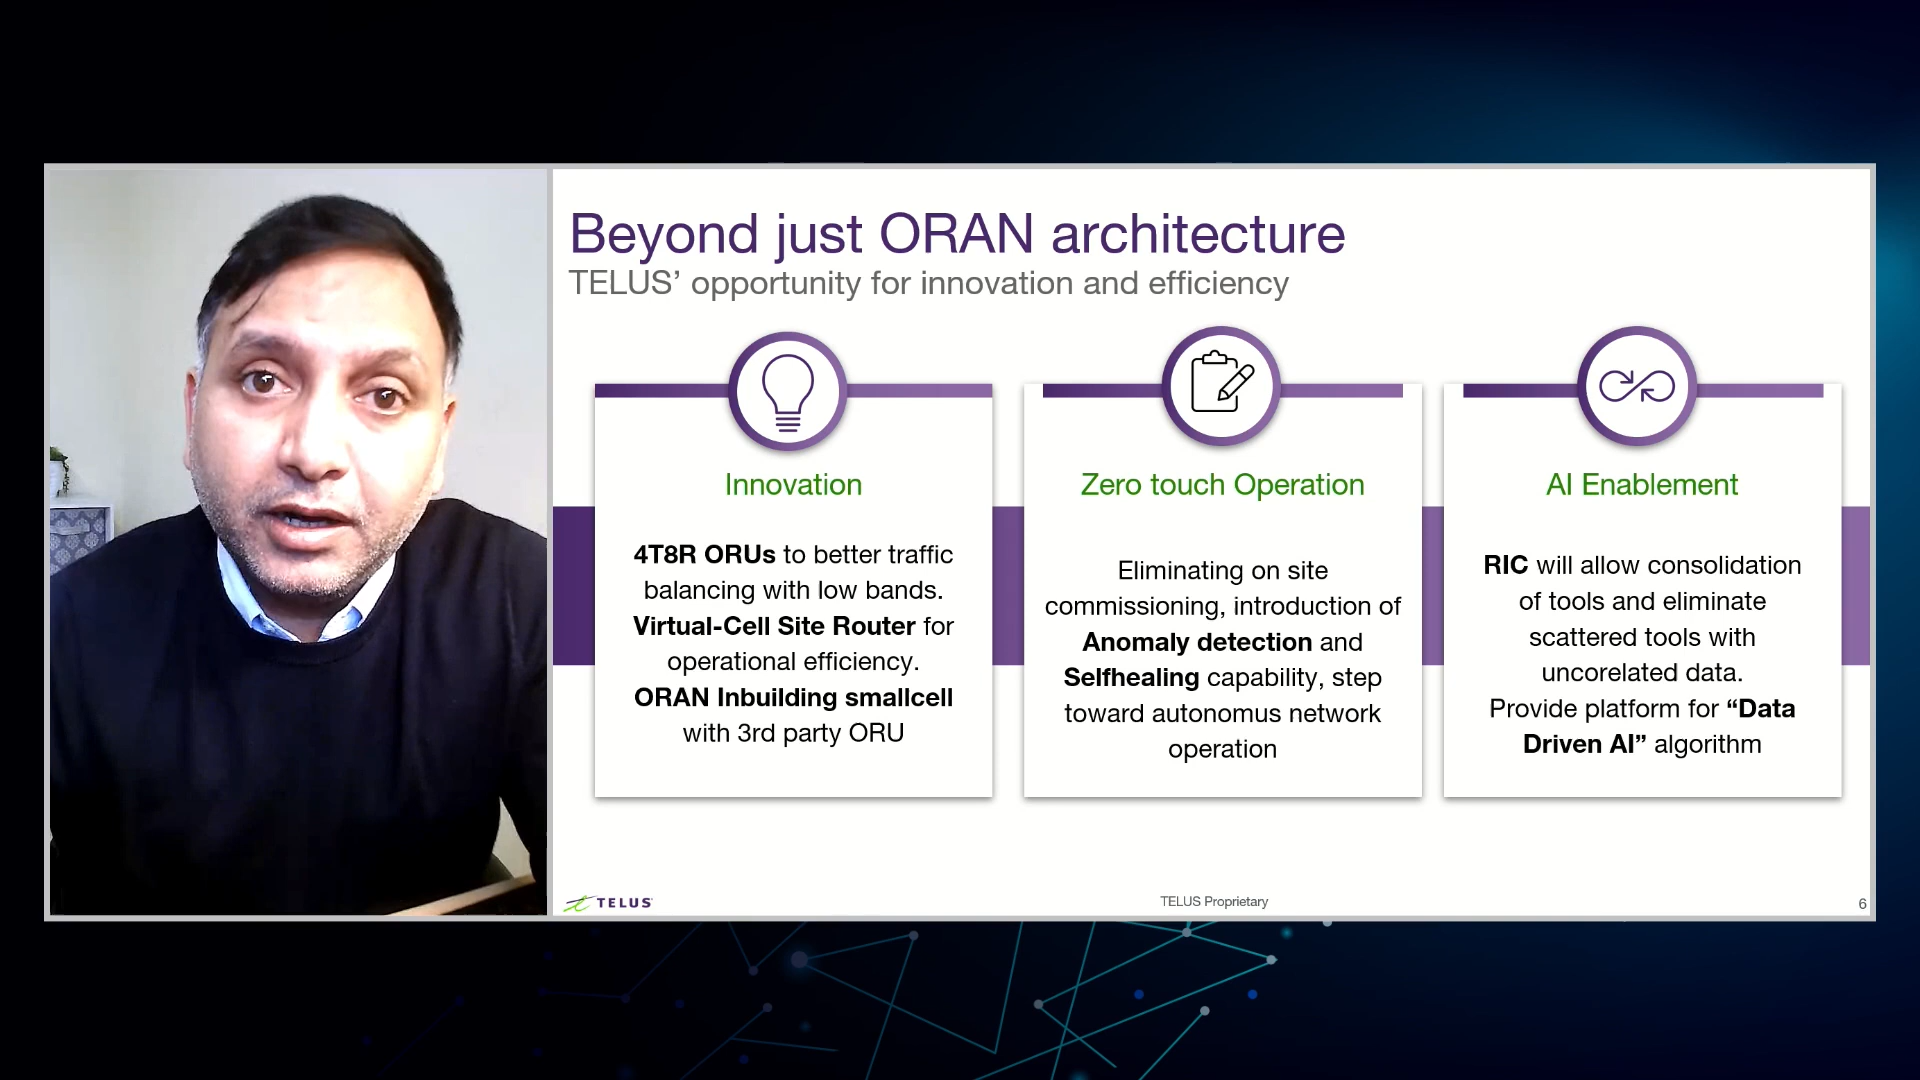 Beyond just ORAN architecture
TELUS’ opportunity for innovation and efficiency
Innovation
4T8R ORUs to better traffic
balancing with low bands.
Virtual-Cell Site Router for
operational efficiency.
ORAN Inbuilding smallcell
with 3rd party ORU
Zero touch Operation
Eliminating on site
commissioning, introduction of
Anomaly detection and
Selfhealing capability, step
toward autonomus network
operation
AI Enablement
RIC will allow consolidation
of tools and eliminate
scattered tools with
uncorelated data.
Provide platform for “Data
Driven AI” algorithm
TELUS
TELUS Proprietary
6